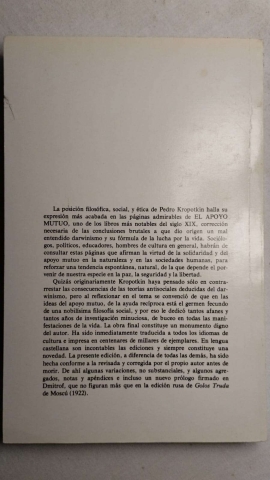 La posición filosófica, social, y ética de Pedro Kropotkin halla su
expresión más acabada en las páginas admirables de EL APOYO
MUTUO, uno de los libros más notables del siglo XIX, corrección
necesaria de las conclusiones brutales a que dio origen un mal
entendido darwinismo y su fórmula de la lucha por la vida. Sociólo-
gos, políticos, educadores, hombres de cultura en general, habrán de
consultar estas páginas que afirman la virtud de la solidaridad y del
apoyo mutuo en la naturaleza y en las sociedades humanas, para
reforzar una tendencia espontánea, natural, de la que depende el por-
venir de nuestra especie en la paz, la seguridad y la libertad.
Quizás originariamente Kropotkin haya pensado sólo en contra-
rrestar las consecuencias de las teorías antisociales deducidas del dar-
winismo, pero al reflexionar en el tema se convenció de que en las
ideas del apoyo mutuo, de la ayuda recíproca está el germen fecundo
de una nobilísima filosofía social, y por eso le dedicó tantos afanes y
tantos años de investigación minuciosa, de buceo en todas las mani-
festaciones de la vida. La obra final constituye un monumento digno
del autor. Ha sido inmediatamente traducida a todos los idiomas de
cultura e impresa en centenares de millares de ejemplares. En lengua
castellana son incontables las ediciones y siempre constituye una
novedad. La presente edición, a diferencia de todas las demás, ha sido
hecha conforme a la revisada y corregida por el propio autor antes de
morir. De ahí algunas variaciones, no substanciales, y algunos agre-
gados, notas y apéndices e incluso un nuevo prólogo firmado en
Dmitrof, que no figuran más que en la edición rusa de Golos Truda
de Moscú (1922).